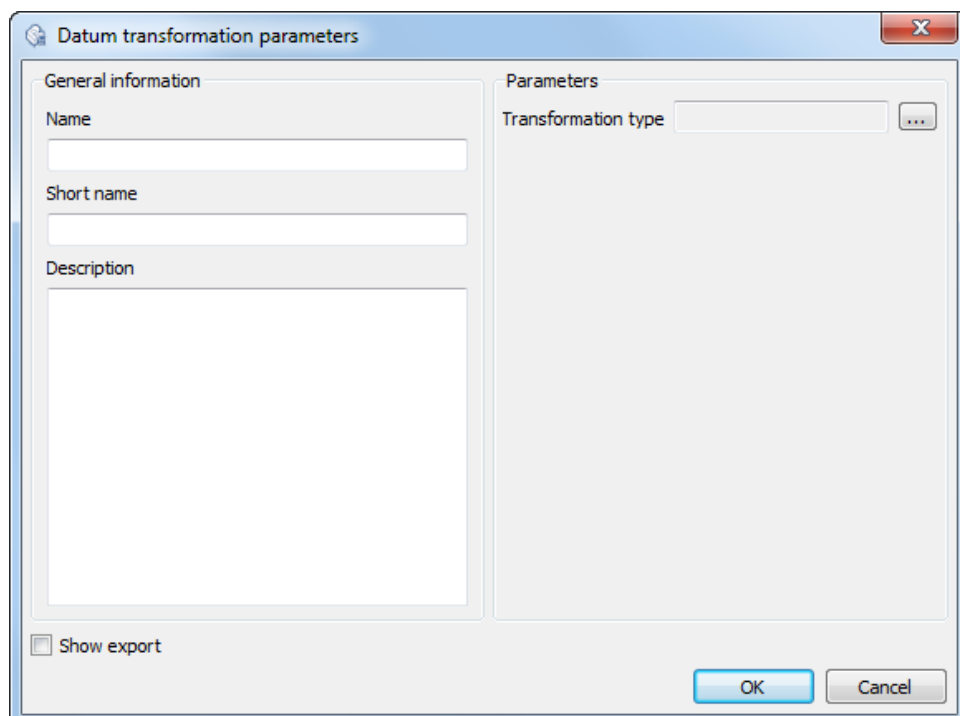 Datum transformation parameters
General information
Name
Short name
Description
Parameters
Transformation type ...
Show export
OK Cancel